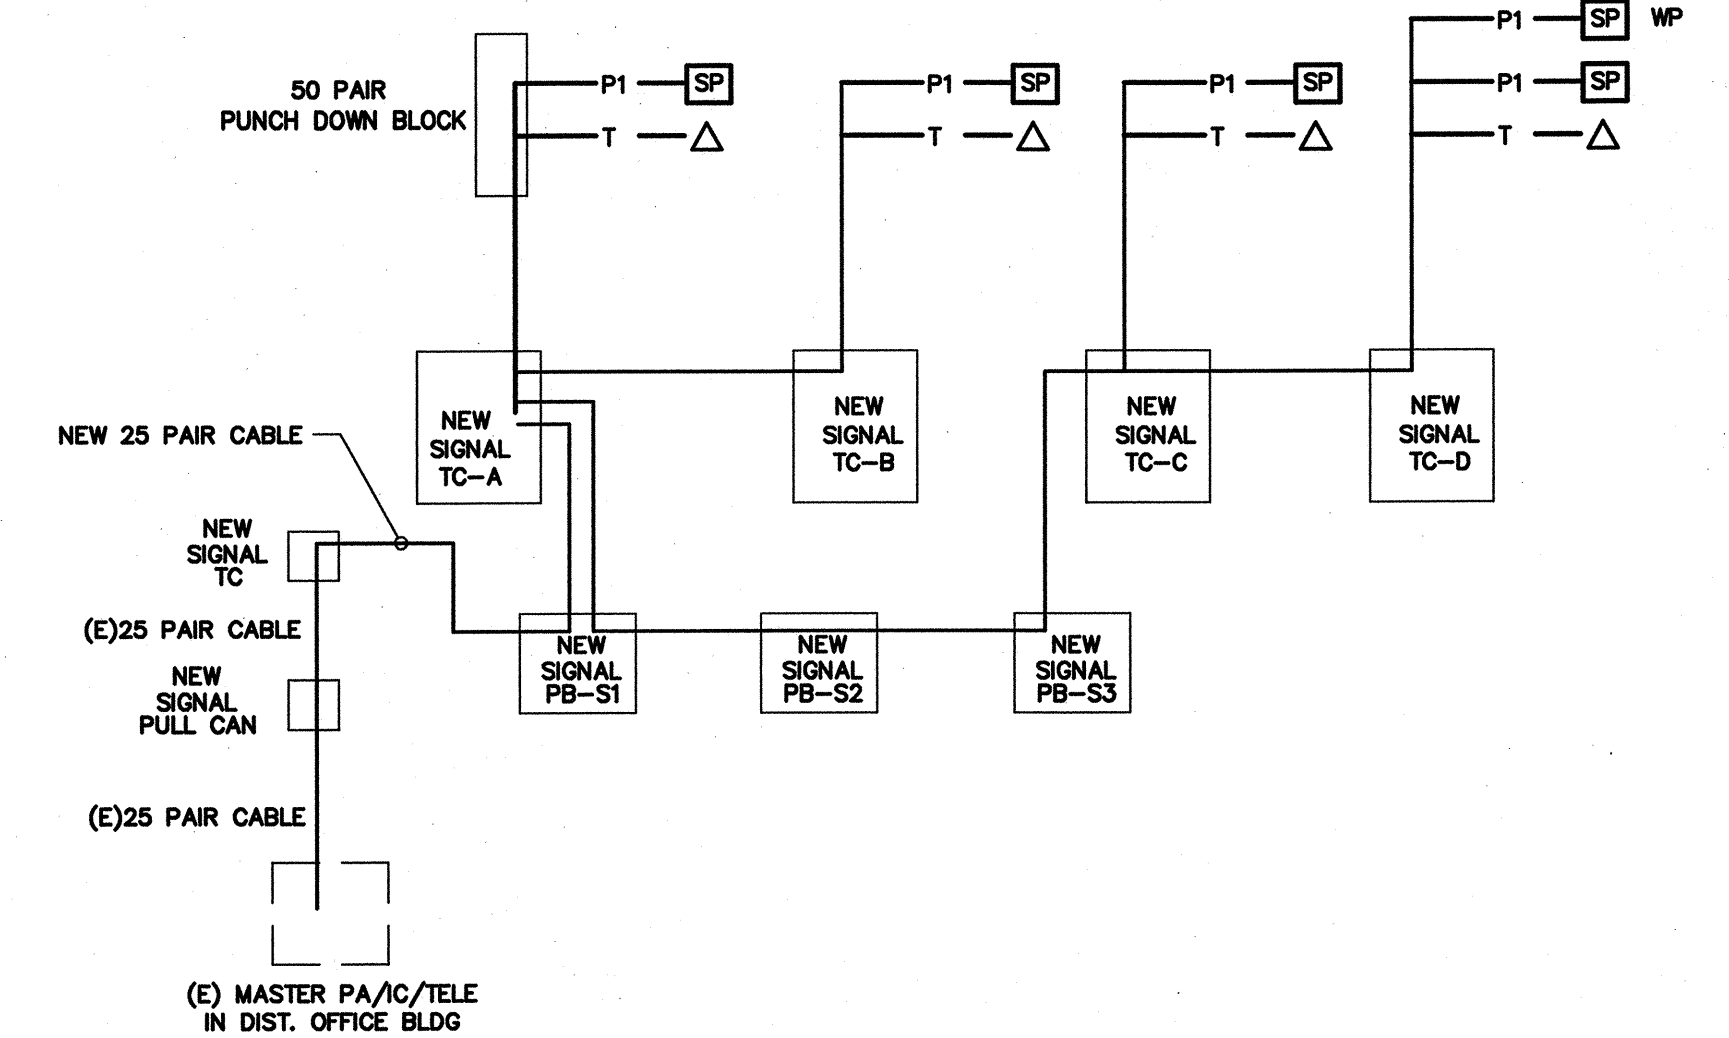 P1 SP WP
50 PAIR
PUNCH DOWN BLOCK
P1 SP
T
P1 SP
T
P1 SP
T
P1 SP
T
NEW
SIGNAL
TC-A
NEW
SIGNAL
TC-B
NEW
SIGNAL
TC-C
NEW
SIGNAL
TC-D
NEW 25 PAIR CABLE
NEW
SIGNAL
TC
(E)25 PAIR CABLE
NEW
SIGNAL
PULL CAN
NEW
SIGNAL
PB-S1
NEW
SIGNAL
PB-S2
NEW
SIGNAL
PB-S3
(E)25 PAIR CABLE
(E) MASTER PA/IC/TELE
IN DIST. OFFICE BLDG